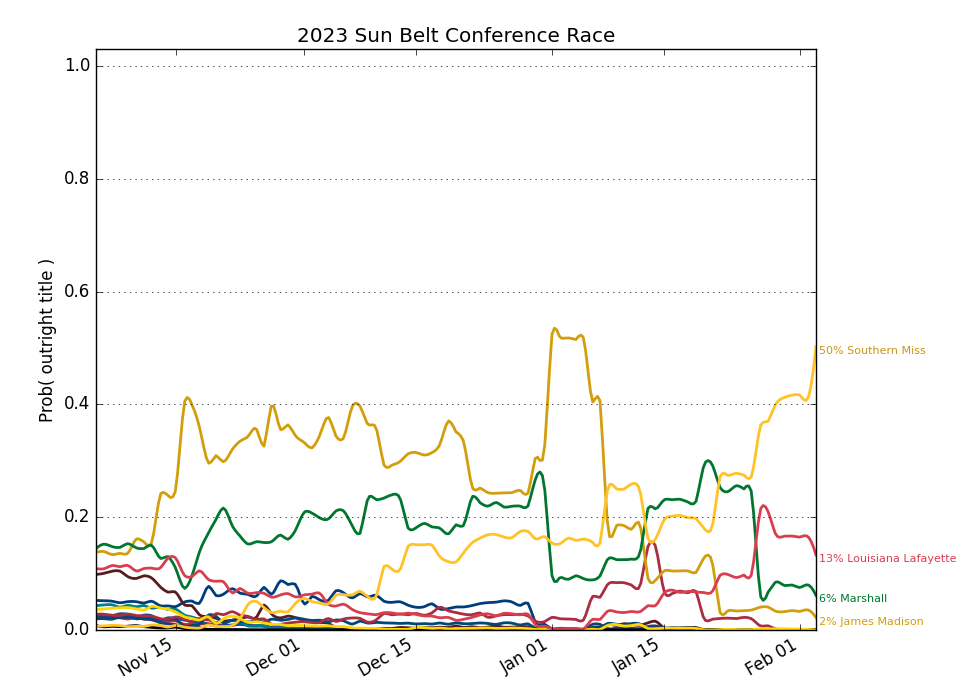 2023 Sun Belt Conference Race
Prob( outright title )
1.0
0.8
0.6
0.4
0.2
0.0
50% Southern Miss
13% Louisiana Lafayette
6% Marshall
2% James Madison
Nov 15
Dec 01
Dec 15
Jan 01
Jan 15
Feb 01